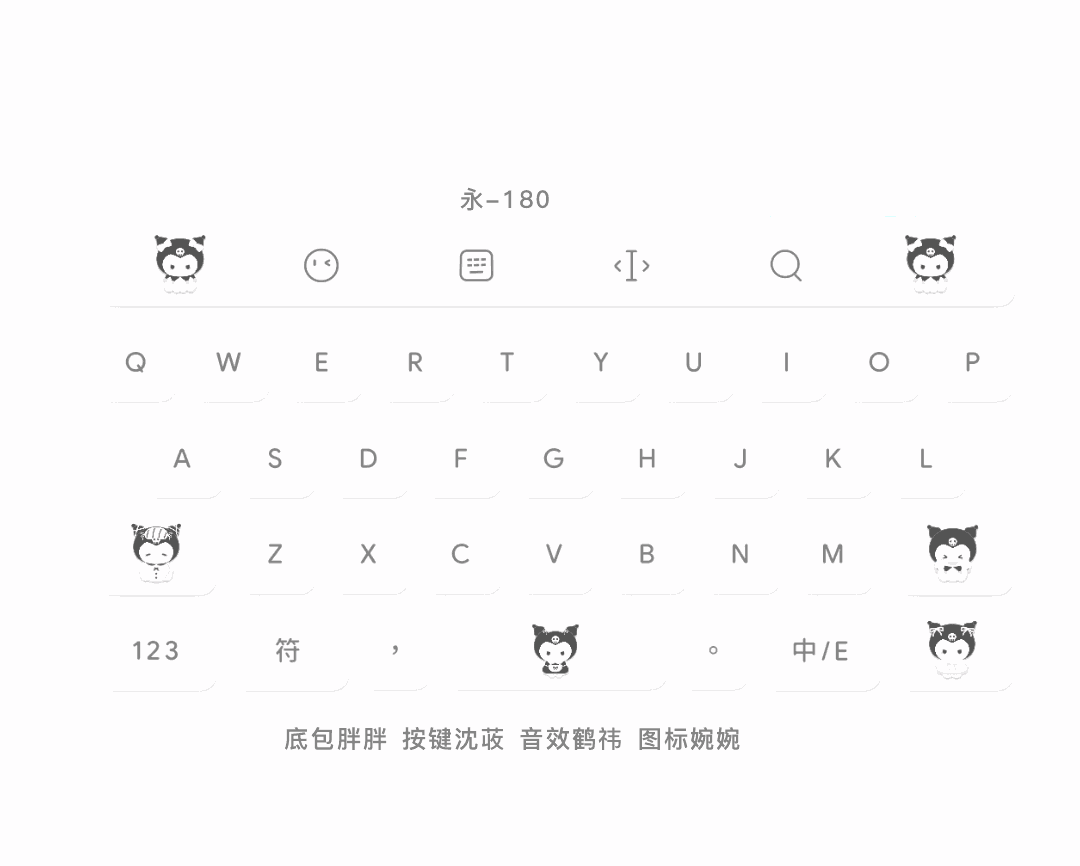 永-180
Q W E R T Y U I O P
A S D F G H J K L
Z X C V B N M
123 符 , 。 中/E
底包胖胖 按键沈苡 音效鹤祎 图标婉婉